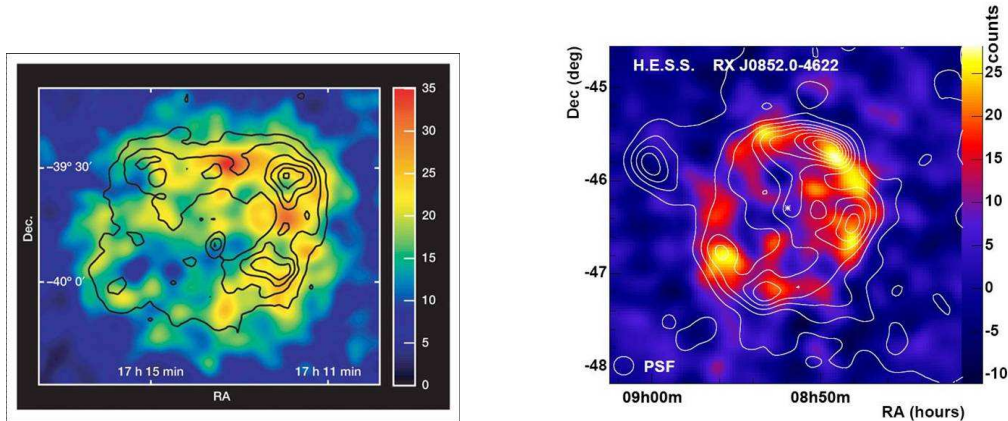 35
30
25
20
15
10
5
0
−39° 30′
−40° 0′
Dec.
17 h 15 min 17 h 11 min
RA
H.E.S.S. RX J0852.0-4622
counts
25
20
15
10
5
0
-5
-10
Dec (deg)
-45
-46
-47
-48
PSF
09h00m 08h50m
RA (hours)